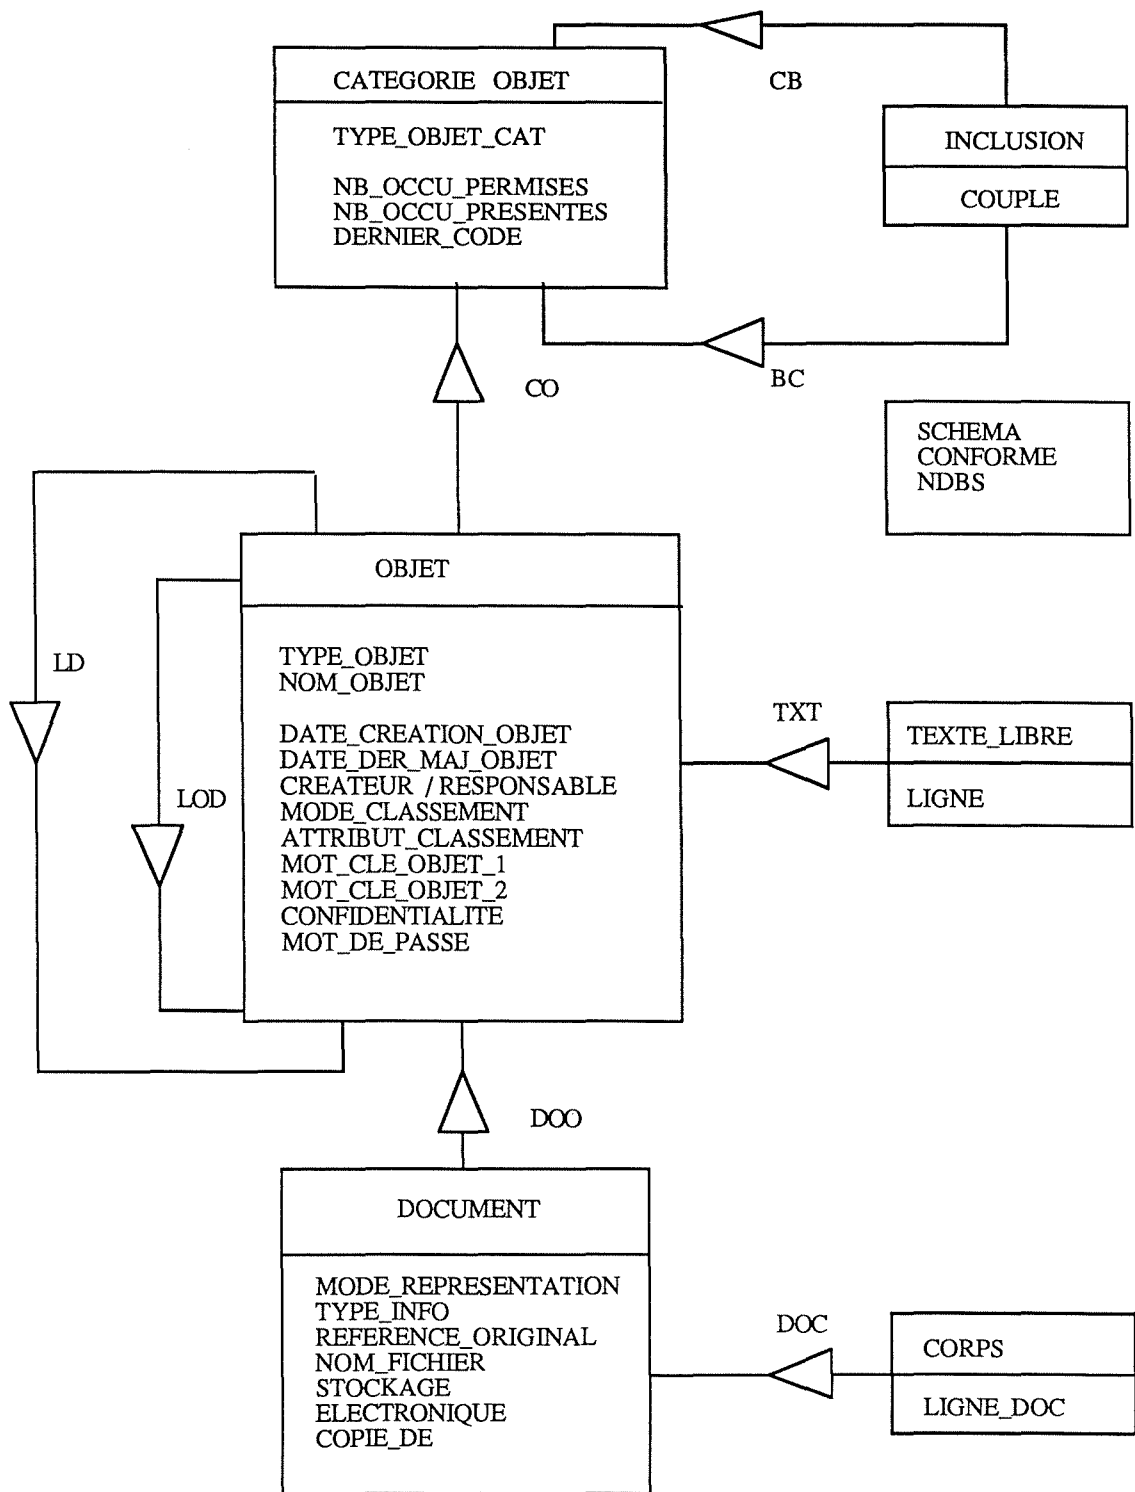 CATEGORIE OBJET
TYPE_OBJET_CAT
NB_OCCU_PERMISES
NB_OCCU_PRESENTES
DERNIER_CODE
CB
INCLUSION
COUPLE
BC
CO
SCHEMA
CONFORME
NDBS
OBJET
TYPE_OBJET
NOM_OBJET
DATE_CREATION_OBJET
DATE_DER_MAJ_OBJET
CREATEUR / RESPONSABLE
MODE_CLASSEMENT
ATTRIBUT_CLASSEMENT
MOT_CLE_OBJET_1
MOT_CLE_OBJET_2
CONFIDENTIALITE
MOT_DE_PASSE
LD
LOD
TXT
TEXTE_LIBRE
LIGNE
DOO
DOCUMENT
MODE_REPRESENTATION
TYPE_INFO
REFERENCE_ORIGINAL
NOM_FICHIER
STOCKAGE
ELECTRONIQUE
COPIE_DE
DOC
CORPS
LIGNE_DOC